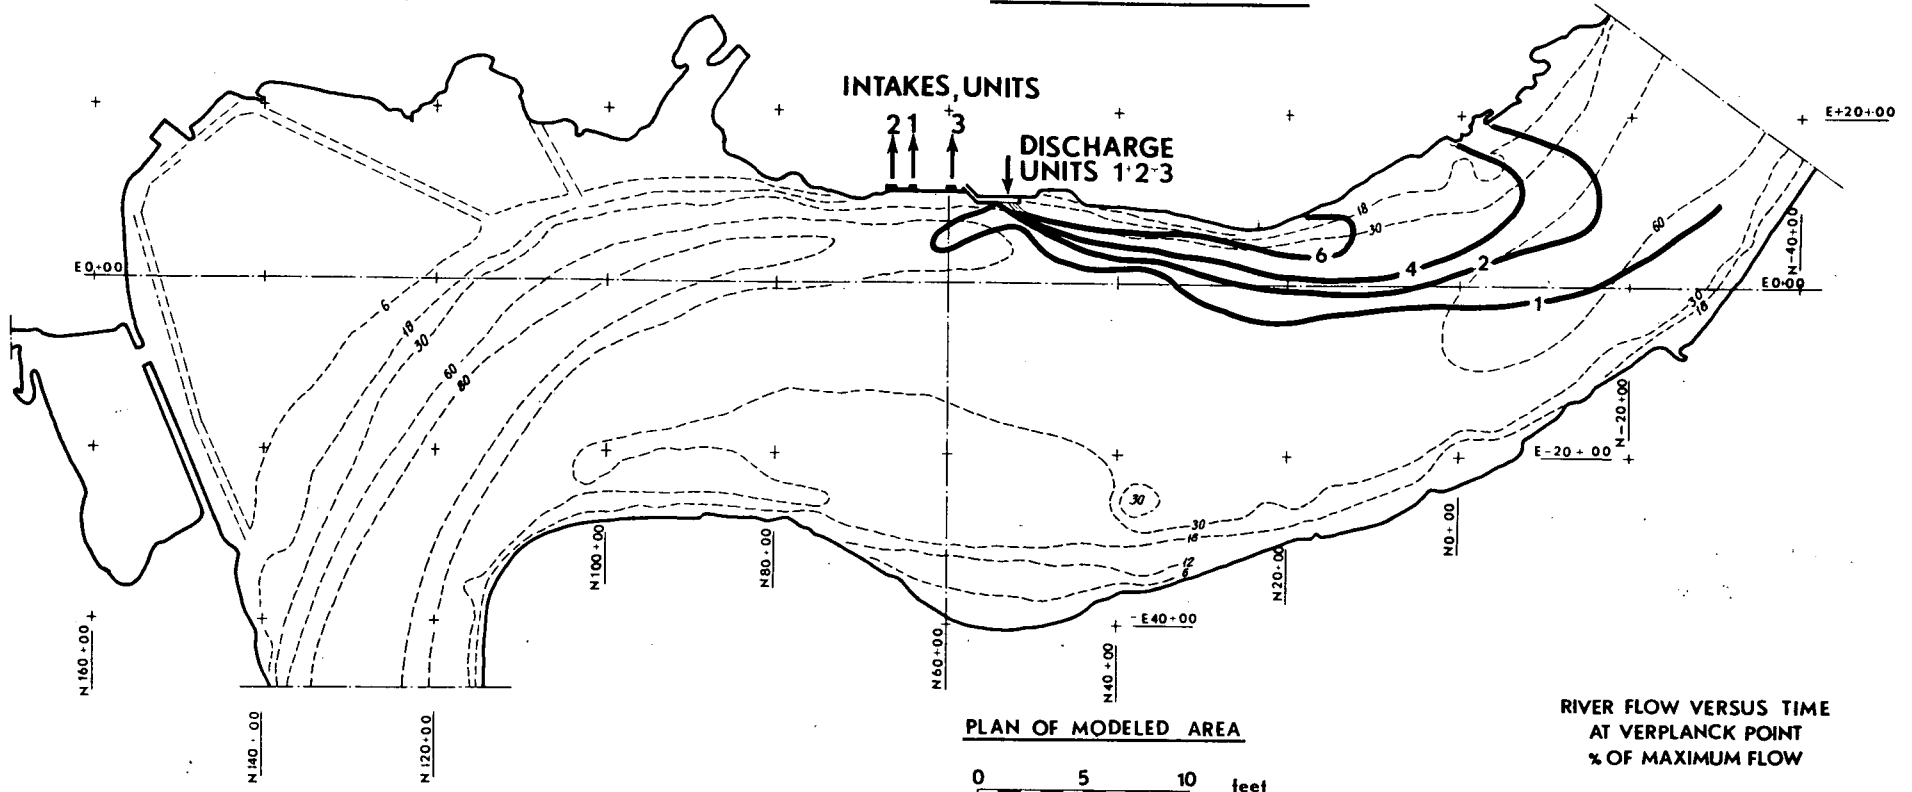 INTAKES, UNITS
2 1 3
DISCHARGE
UNITS 1-2-3
E+20+00
E 0+00
E 0+00
N-40+00
18
30
60
6
4
2
1
30
18
6
18
30
60
80
N-20+00
E-20+00
30
30
18
12
6
N0+00
N20+00
N100+00
N80+00
-E40+00
N60+00
N40+00
N160+00
N140+00
N120+00
PLAN OF MODELED AREA
0 5 10 feet
RIVER FLOW VERSUS TIME
AT VERPLANCK POINT
% OF MAXIMUM FLOW